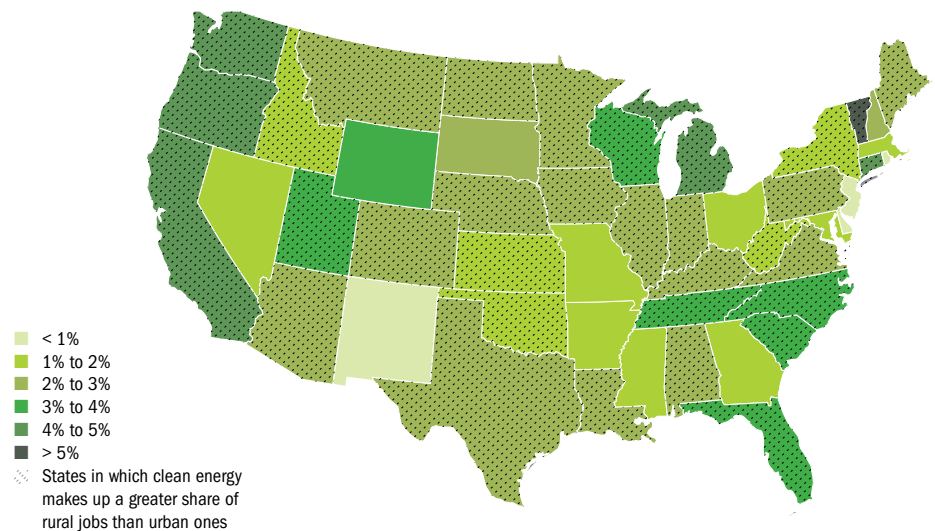 < 1%
1% to 2%
2% to 3%
3% to 4%
4% to 5%
> 5%
States in which clean energy
makes up a greater share of
rural jobs than urban ones